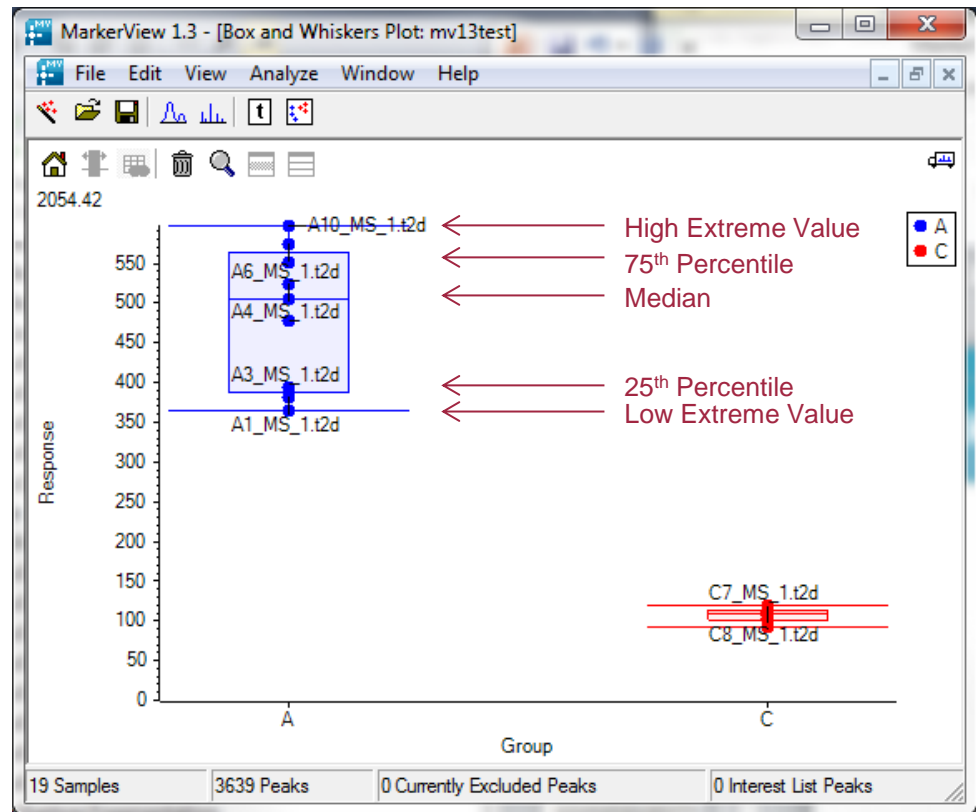 MarkerView 1.3 - [Box and Whiskers Plot: mv13test]
File Edit View Analyze Window Help
t
2054.42
A10_MS_1.t2d
High Extreme Value
A
C
550
A6_MS_1.t2d
75th Percentile
500
Median
A4_MS_1.t2d
450
400
A3_MS_1.t2d
25th Percentile
350
Low Extreme Value
A1_MS_1.t2d
300
250
200
150
C7_MS_1.t2d
100
C8_MS_1.t2d
50
0
Response
A
C
Group
19 Samples
3639 Peaks
0 Currently Excluded Peaks
0 Interest List Peaks